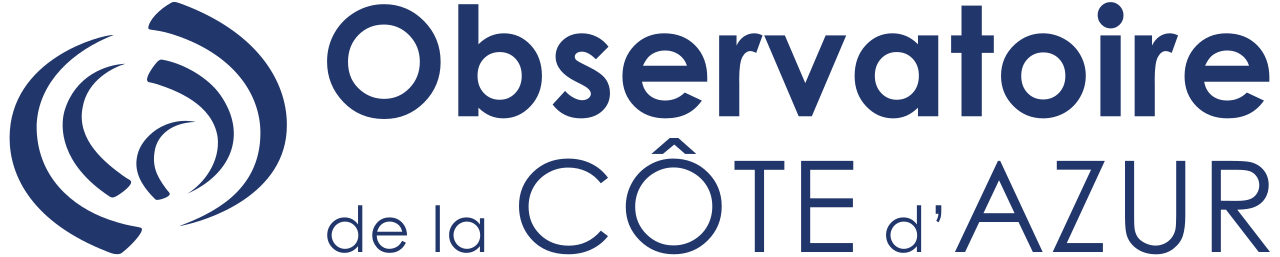 Observatoire
de la CÔTE d'AZUR